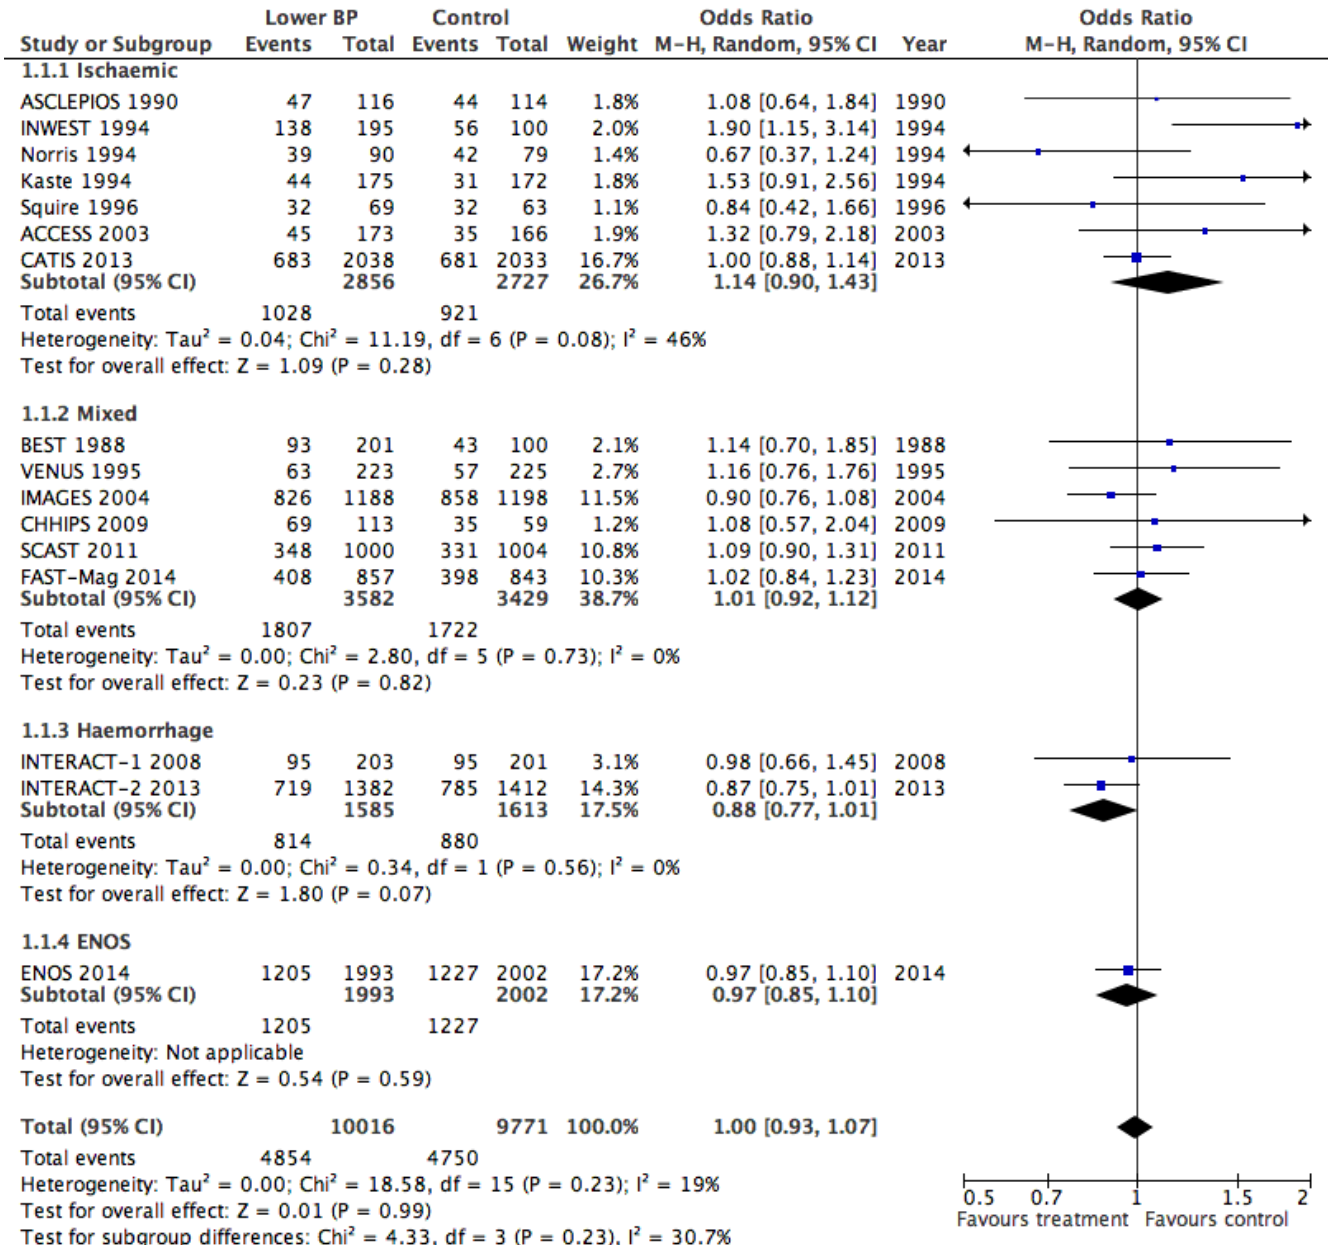 Lower BP Control Odds Ratio Odds Ratio
Study or Subgroup Events Total Events Total Weight M-H, Random, 95% CI Year M-H, Random, 95% CI
1.1.1 Ischaemic
ASCLEPIOS 1990 47 116 44 114 1.8% 1.08 [0.64, 1.84] 1990
INWEST 1994 138 195 56 100 2.0% 1.90 [1.15, 3.14] 1994
Norris 1994 39 90 42 79 1.4% 0.67 [0.37, 1.24] 1994
Kaste 1994 44 175 31 172 1.8% 1.53 [0.91, 2.56] 1994
Squire 1996 32 69 32 63 1.1% 0.84 [0.42, 1.66] 1996
ACCESS 2003 45 173 35 166 1.9% 1.32 [0.79, 2.18] 2003
CATIS 2013 683 2038 681 2033 16.7% 1.00 [0.88, 1.14] 2013
Subtotal (95% CI) 2856 2727 26.7% 1.14 [0.90, 1.43]
Total events 1028 921
Heterogeneity: Tau² = 0.04; Chi² = 11.19, df = 6 (P = 0.08); I² = 46%
Test for overall effect: Z = 1.09 (P = 0.28)
1.1.2 Mixed
BEST 1988 93 201 43 100 2.1% 1.14 [0.70, 1.85] 1988
VENUS 1995 63 223 57 225 2.7% 1.16 [0.76, 1.76] 1995
IMAGES 2004 826 1188 858 1198 11.5% 0.90 [0.76, 1.08] 2004
CHHIPS 2009 69 113 35 59 1.2% 1.08 [0.57, 2.04] 2009
SCAST 2011 348 1000 331 1004 10.8% 1.09 [0.90, 1.31] 2011
FAST-Mag 2014 408 857 398 843 10.3% 1.02 [0.84, 1.23] 2014
Subtotal (95% CI) 3582 3429 38.7% 1.01 [0.92, 1.12]
Total events 1807 1722
Heterogeneity: Tau² = 0.00; Chi² = 2.80, df = 5 (P = 0.73); I² = 0%
Test for overall effect: Z = 0.23 (P = 0.82)
1.1.3 Haemorrhage
INTERACT-1 2008 95 203 95 201 3.1% 0.98 [0.66, 1.45] 2008
INTERACT-2 2013 719 1382 785 1412 14.3% 0.87 [0.75, 1.01] 2013
Subtotal (95% CI) 1585 1613 17.5% 0.88 [0.77, 1.01]
Total events 814 880
Heterogeneity: Tau² = 0.00; Chi² = 0.34, df = 1 (P = 0.56); I² = 0%
Test for overall effect: Z = 1.80 (P = 0.07)
1.1.4 ENOS
ENOS 2014 1205 1993 1227 2002 17.2% 0.97 [0.85, 1.10] 2014
Subtotal (95% CI) 1993 2002 17.2% 0.97 [0.85, 1.10]
Total events 1205 1227
Heterogeneity: Not applicable
Test for overall effect: Z = 0.54 (P = 0.59)
Total (95% CI) 10016 9771 100.0% 1.00 [0.93, 1.07]
Total events 4854 4750
Heterogeneity: Tau² = 0.00; Chi² = 18.58, df = 15 (P = 0.23); I² = 19%
Test for overall effect: Z = 0.01 (P = 0.99)
Test for subgroup differences: Chi² = 4.33, df = 3 (P = 0.23), I² = 30.7%
0.5 0.7 1 1.5 2
Favours treatment Favours control